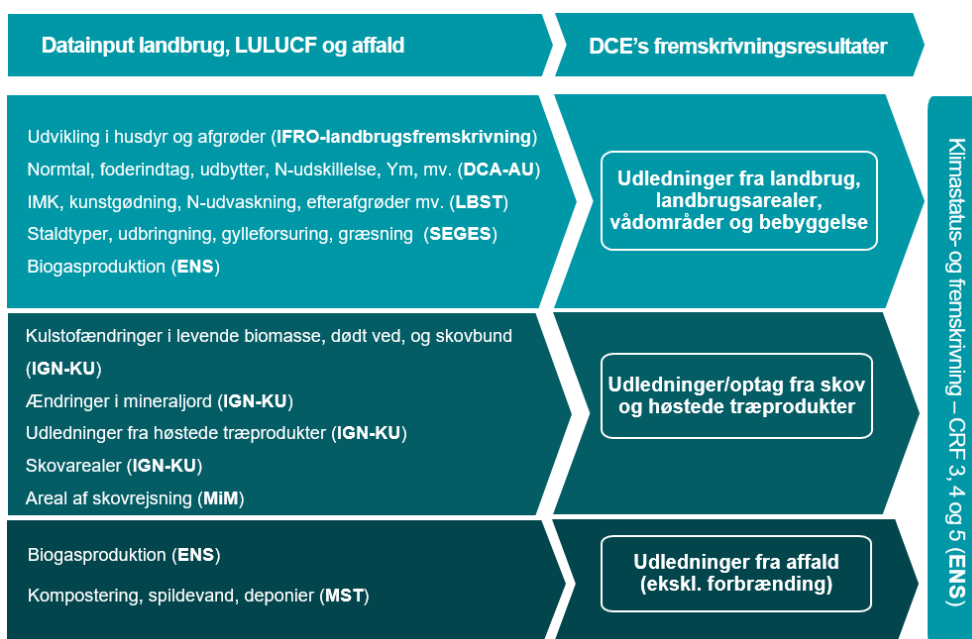 Datainput landbrug, LULUCF og affald
DCE's fremskrivningsresultater
Udvikling i husdyr og afgrøder (IFRO-landbrugsfremskrivning)
Normtal, foderindtag, udbytter, N-udskillelse, Ym, mv. (DCA-AU)
IMK, kunstgødning, N-udvaskning, efterafgrøder mv. (LBST)
Staldtyper, udbringning, gylleforsuring, græsning (SEGES)
Biogasproduktion (ENS)
Udledninger fra landbrug,
landbrugsarealer,
vådområder og bebyggelse
Kulstofændringer i levende biomasse, dødt ved, og skovbund
(IGN-KU)
Ændringer i mineraljord (IGN-KU)
Udledninger fra høstede træprodukter (IGN-KU)
Skovarealer (IGN-KU)
Areal af skovrejsning (MiM)
Udledninger/optag fra skov
og høstede træprodukter
Biogasproduktion (ENS)
Kompostering, spildevand, deponier (MST)
Udledninger fra affald
(ekskl. forbrænding)
Klimastatus- og fremskrivning – CRF 3, 4 og 5 (ENS)